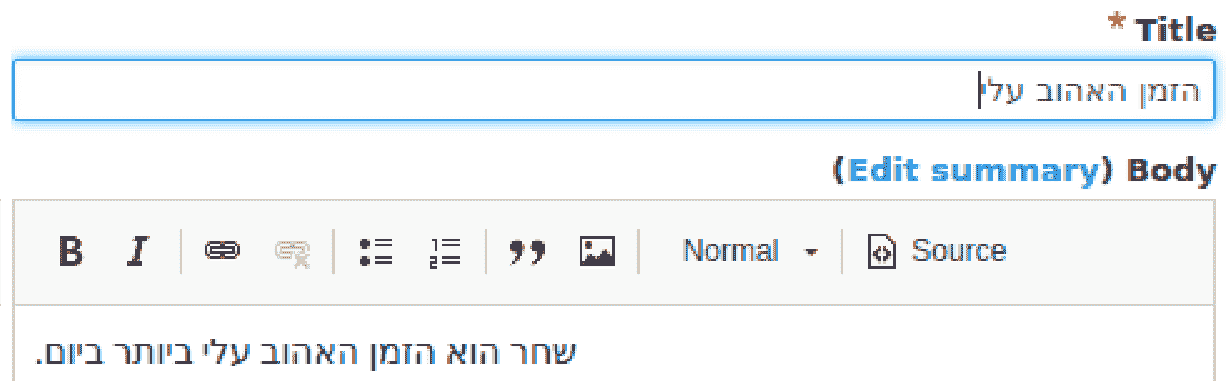 Title *
הזמן האהוב עלי
Body (Edit summary)
B I Normal Source
שחר הוא הזמן האהוב עלי ביותר ביום.